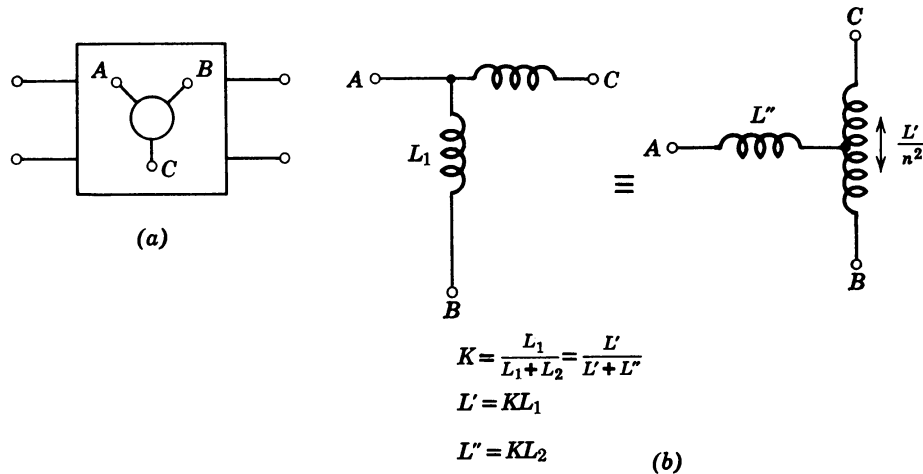 A
B
C
(a)
A
C
L₁
B
≡
C
L″
A
L′/n²
B
K = L₁/(L₁+L₂) = L′/(L′+L″)
L′ = KL₁
L″ = KL₂
(b)